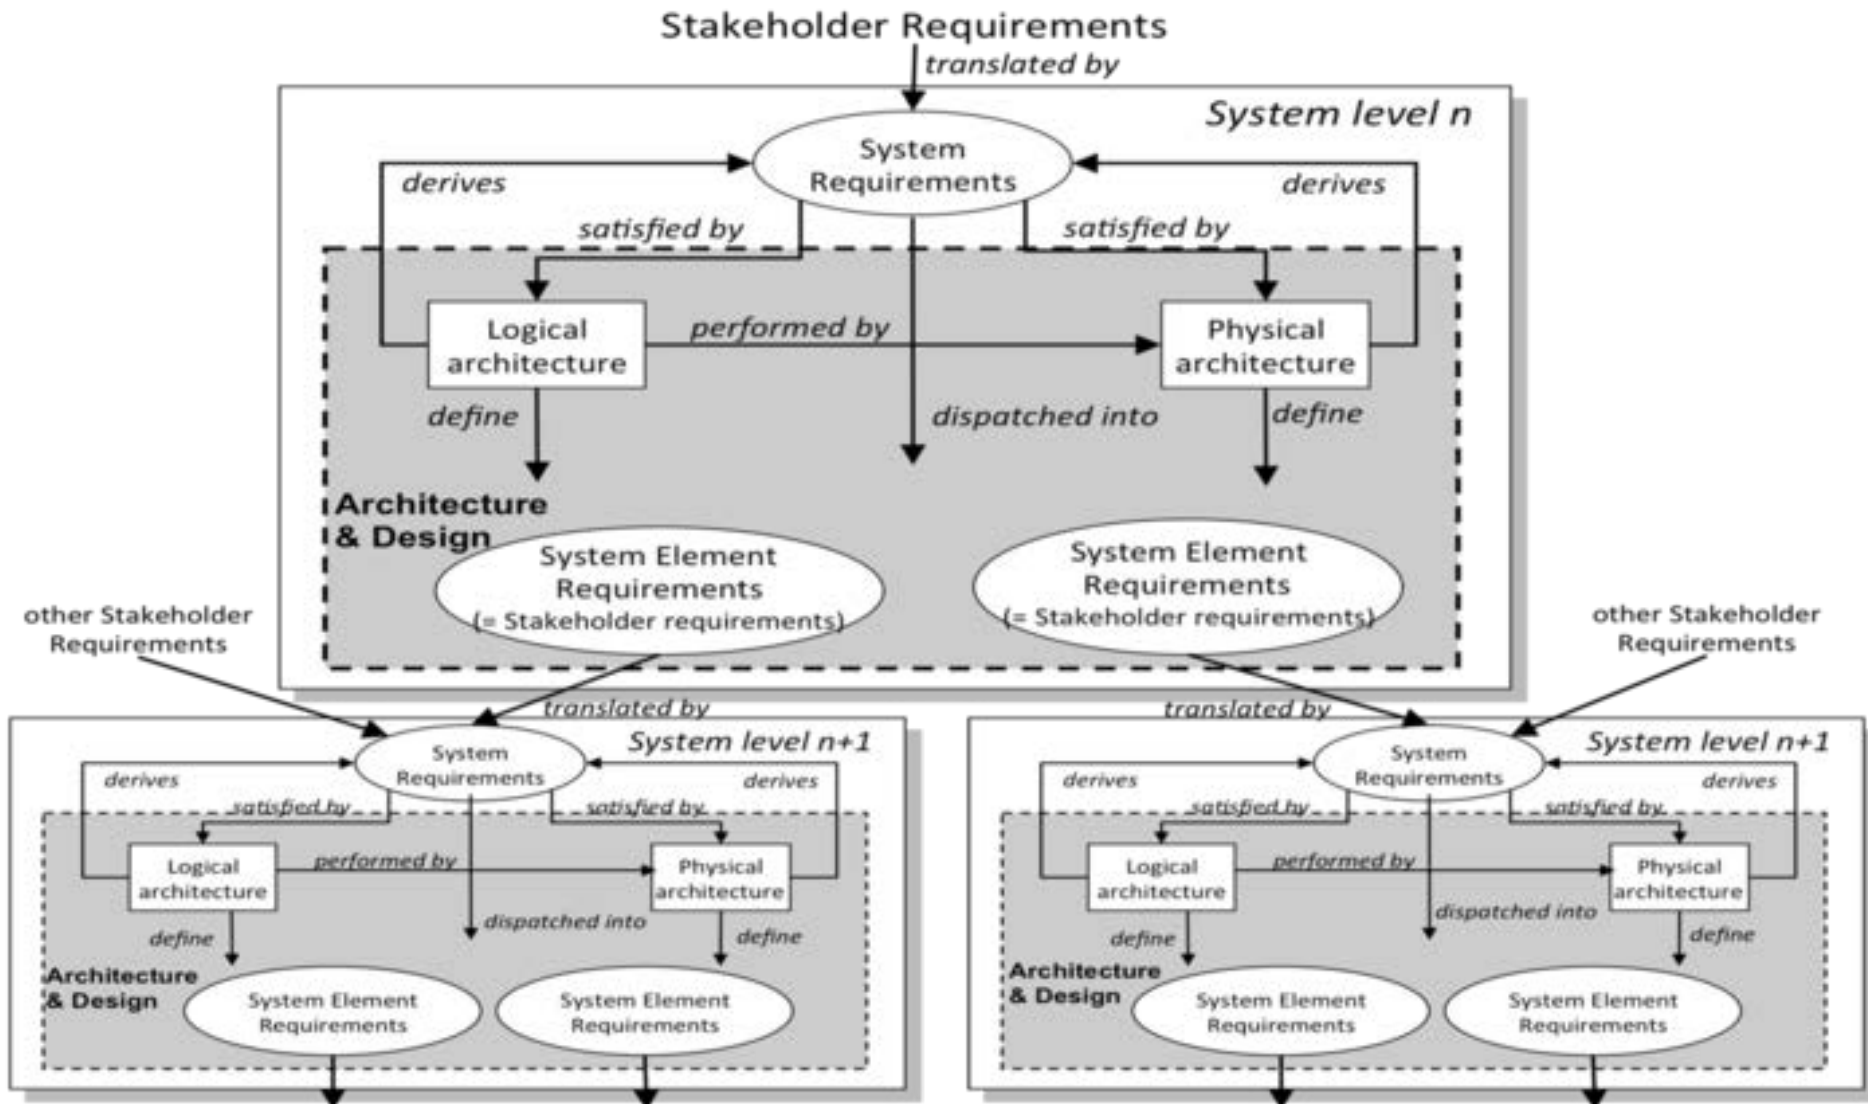 Stakeholder Requirements
translated by
System level n
System
Requirements
derives
derives
satisfied by
satisfied by
Logical
architecture
performed by
Physical
architecture
define
dispatched into
define
Architecture
& Design
System Element
Requirements
(= Stakeholder requirements)
System Element
Requirements
(= Stakeholder requirements)
other Stakeholder
Requirements
other Stakeholder
Requirements
translated by
translated by
System level n+1
System
Requirements
derives
derives
satisfied by
satisfied by
Logical
architecture
performed by
Physical
architecture
define
dispatched into
define
Architecture
& Design
System Element
Requirements
System Element
Requirements
System level n+1
System
Requirements
derives
derives
satisfied by
satisfied by
Logical
architecture
performed by
Physical
architecture
define
dispatched into
define
Architecture
& Design
System Element
Requirements
System Element
Requirements